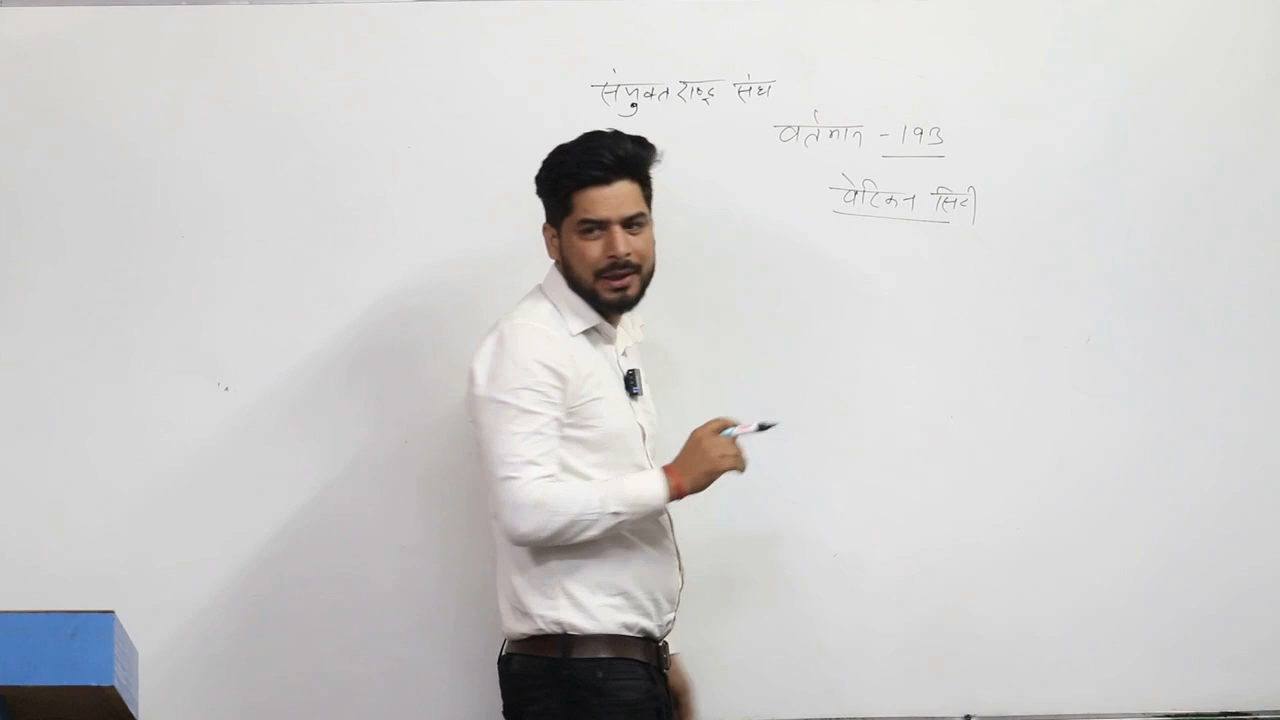 संयुक्त राष्ट्र संघ
वर्तमान - 193
वेटिकन सिटी